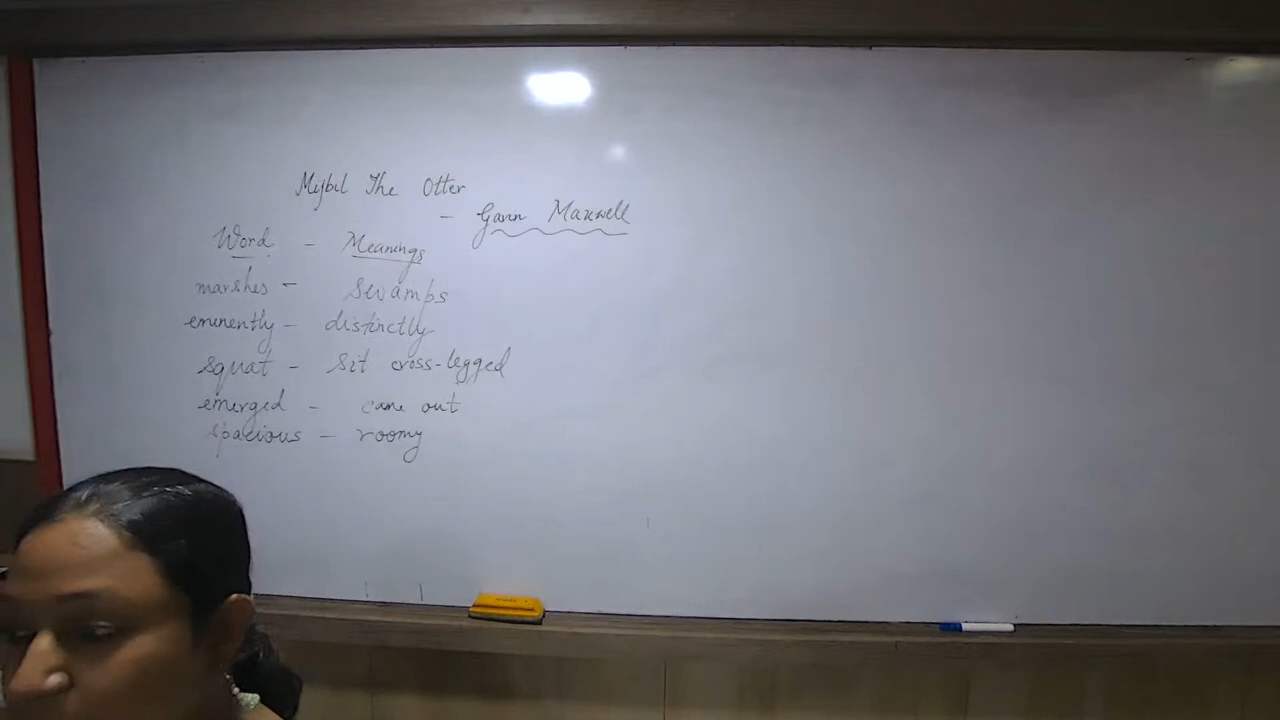 Mijbil The Otter
- Gavin Maxwell
Word - Meanings
marshes - swamps
eminently - distinctly
squat - sit cross-legged
emerged - came out
spacious - roomy